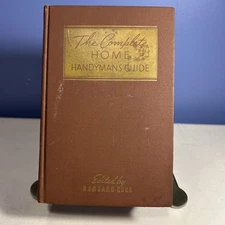 The Complete
HOME
HANDYMAN'S GUIDE
Edited by
HUBBARD COBB